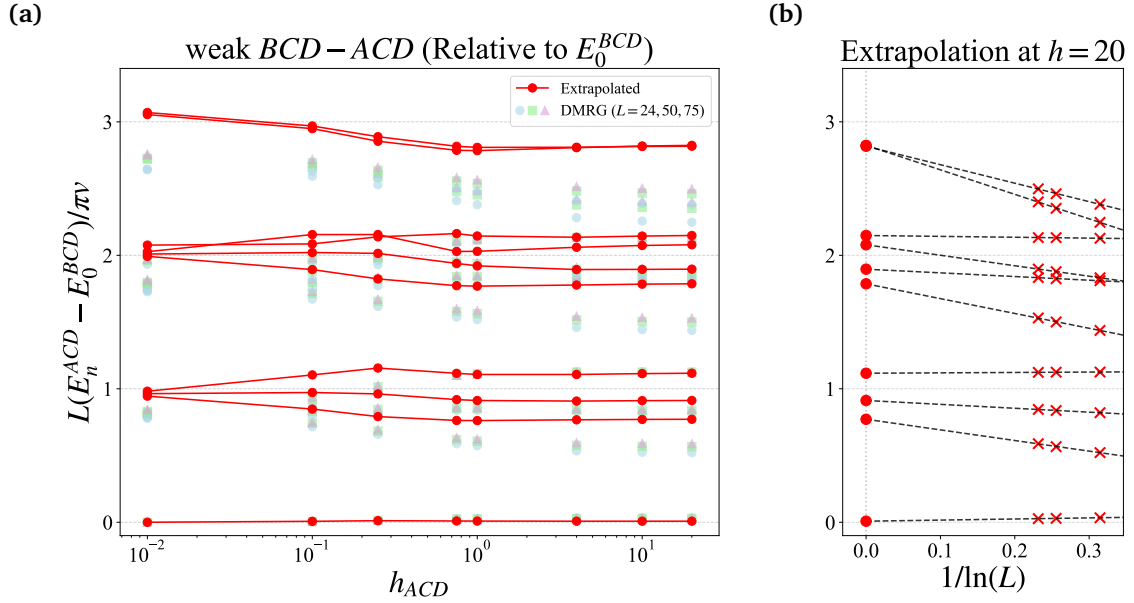 (a)
weak BCD − ACD (Relative to E_0^{BCD})
L(E_n^{ACD} − E_0^{BCD})/πv
3
2
1
0
Extrapolated
DMRG (L = 24, 50, 75)
10^{−2}
10^{−1}
10^0
10^1
h_{ACD}
(b)
Extrapolation at h = 20
3
2
1
0
0.0
0.1
0.2
0.3
1/ln(L)